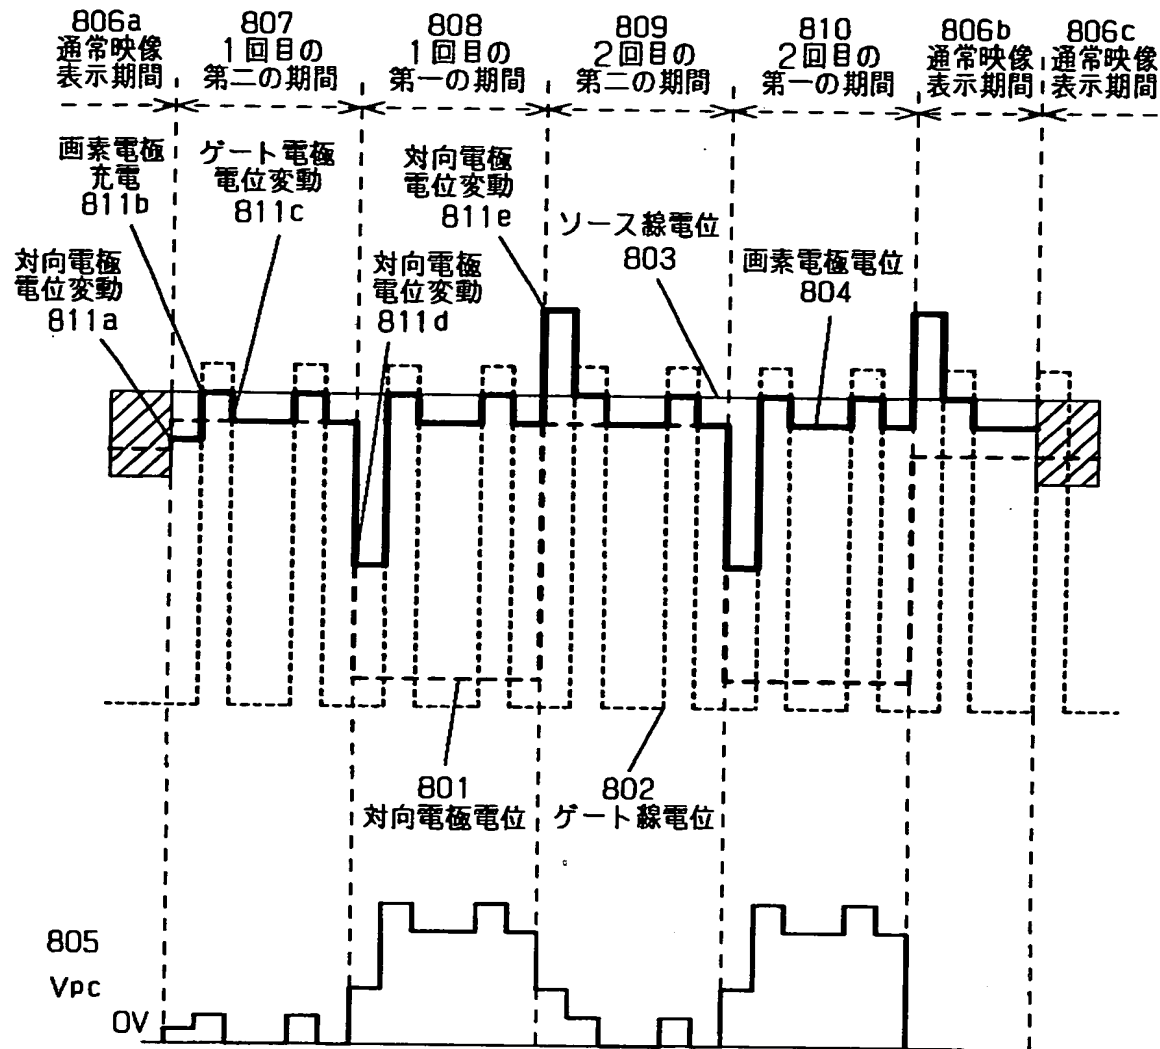 806a
通常映像
表示期間
807
1回目の
第二の期間
808
1回目の
第一の期間
809
2回目の
第二の期間
810
2回目の
第一の期間
806b
通常映像
表示期間
806c
通常映像
表示期間
画素電極
充電
811b
ゲート電極
電位変動
811c
対向電極
電位変動
811e
ソース線電位
803
対向電極
電位変動
811a
対向電極
電位変動
811d
画素電極電位
804
801
対向電極電位
802
ゲート線電位
805
Vpc
0V